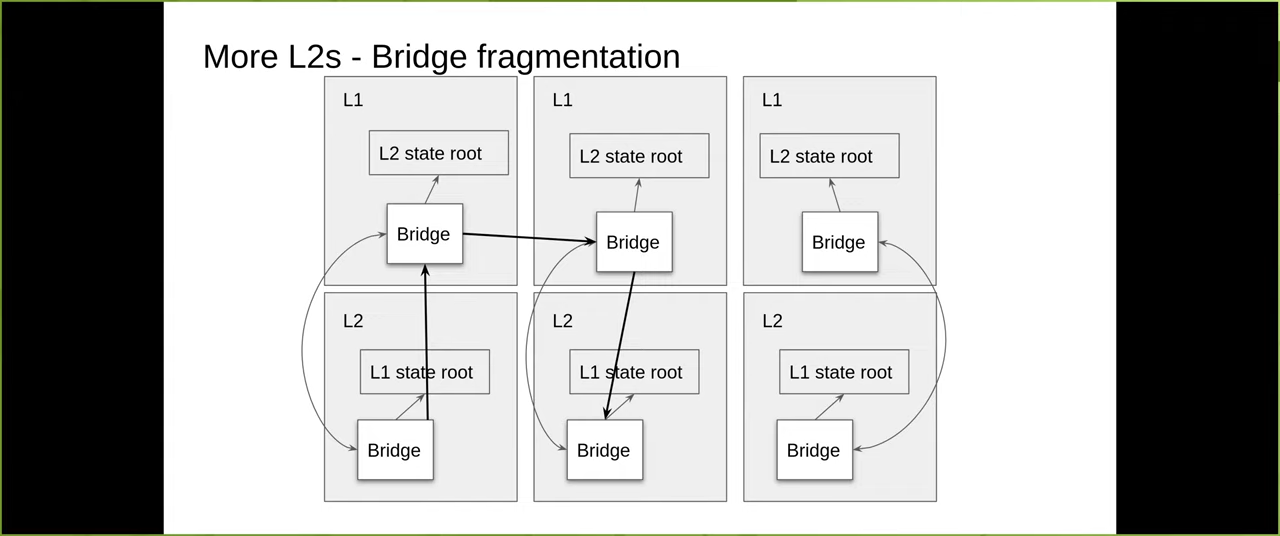 More L2s - Bridge fragmentation
L1
L2 state root
Bridge
L1
L2 state root
Bridge
L1
L2 state root
Bridge
L2
L1 state root
Bridge
L2
L1 state root
Bridge
L2
L1 state root
Bridge